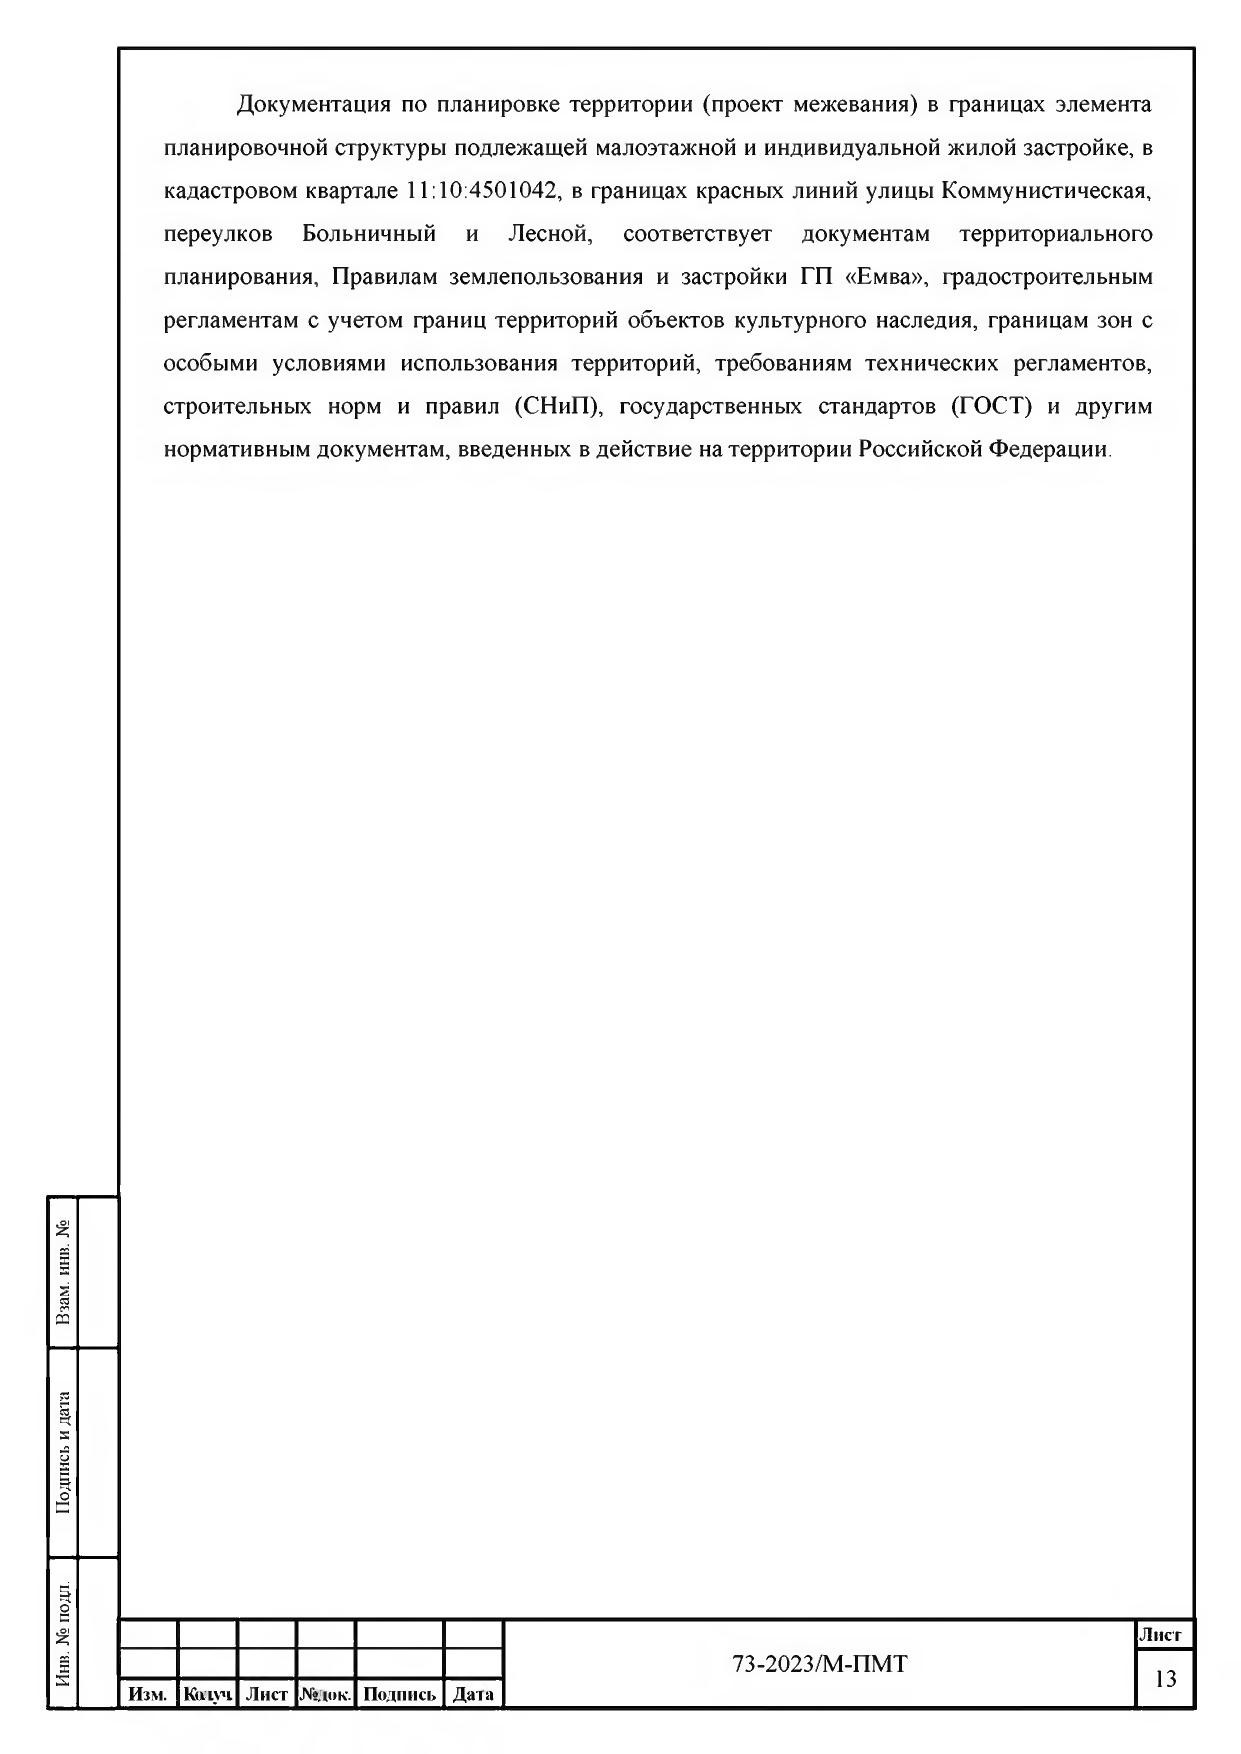 Документация по планировке территории (проект межевания) в границах элемента
планировочной структуры подлежащей малоэтажной и индивидуальной жилой застройке, в
кадастровом квартале 11:10:4501042, в границах красных линий улицы Коммунистическая,
переулков Больничный и Лесной, соответствует документам территориального
планирования, Правилам землепользования и застройки ГП «Емва», градостроительным
регламентам с учетом границ территорий объектов культурного наследия, границам зон с
особыми условиями использования территорий, требованиям технических регламентов,
строительных норм и правил (СНиП), государственных стандартов (ГОСТ) и другим
нормативным документам, введенных в действие на территории Российской Федерации.
Взам. инв. №
Подпись и дата
Инв. № подл.
Изм. Кол.уч. Лист №док. Подпись Дата
73-2023/М-ПМТ
Лист
13